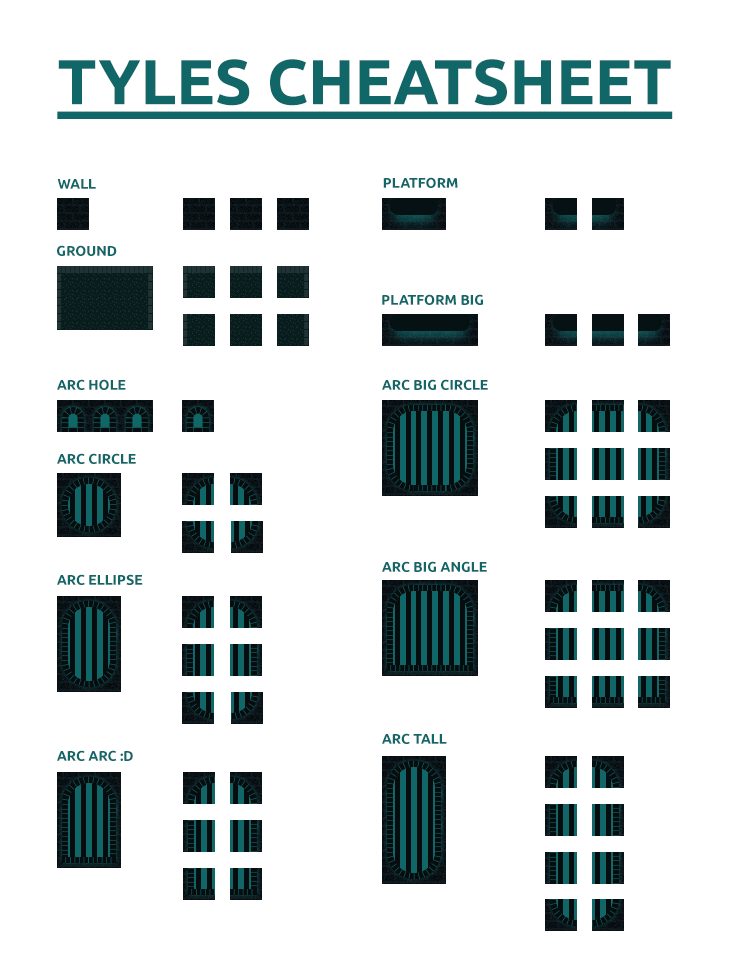 TYLES CHEATSHEET
WALL
GROUND
ARC HOLE
ARC CIRCLE
ARC ELLIPSE
ARC ARC :D
PLATFORM
PLATFORM BIG
ARC BIG CIRCLE
ARC BIG ANGLE
ARC TALL